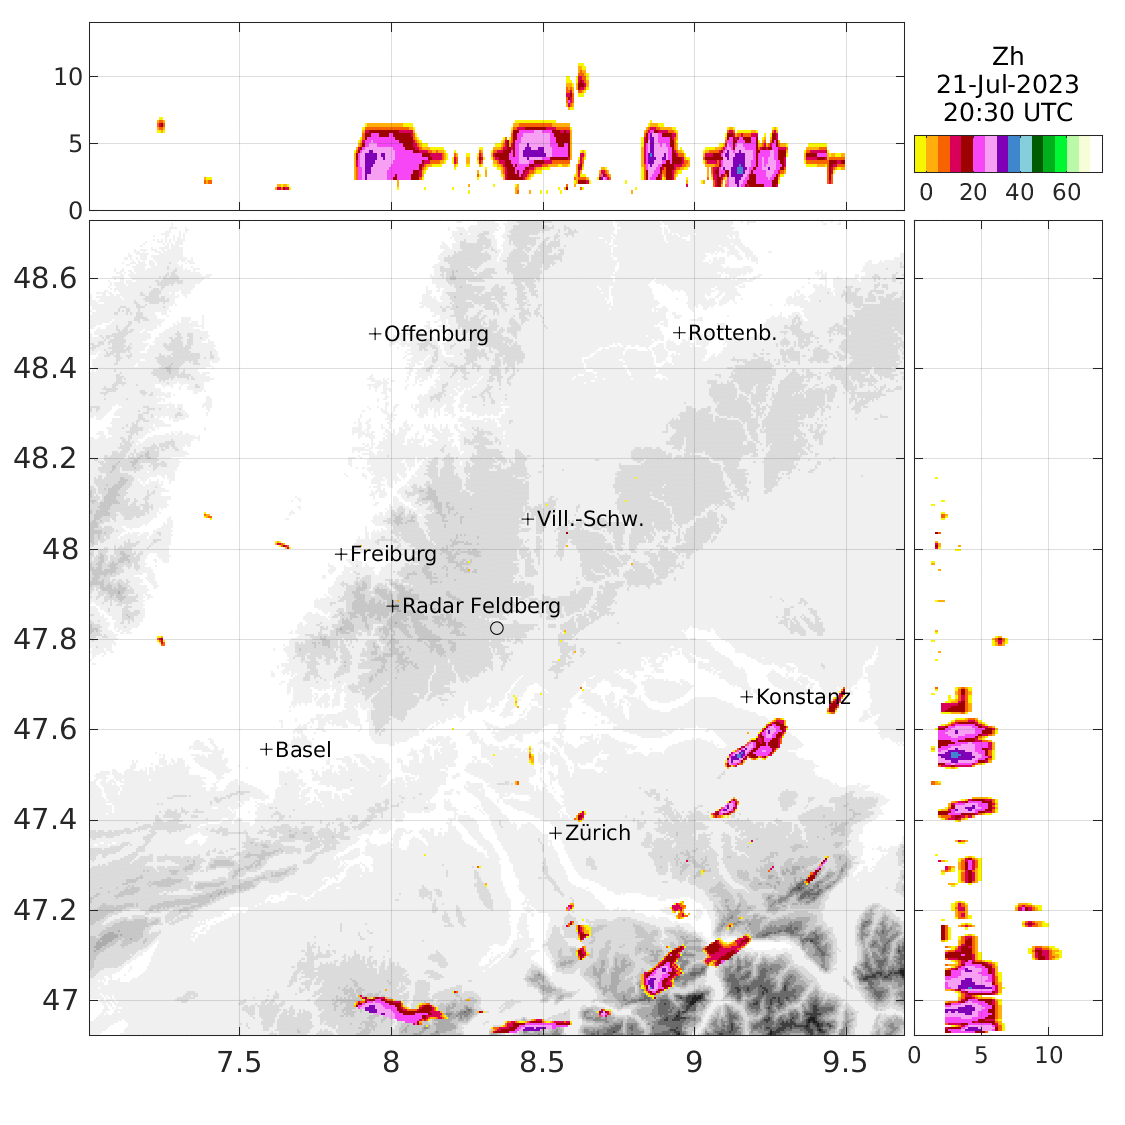 10
5
0
Zh
21-Jul-2023
20:30 UTC
0 20 40 60
48.6
48.4
48.2
48
47.8
47.6
47.4
47.2
47
+Offenburg
+Rottenb.
+Vill.-Schw.
+Freiburg
+Radar Feldberg
+Konstanz
+Basel
+Zürich
7.5 8 8.5 9 9.5
0 5 10